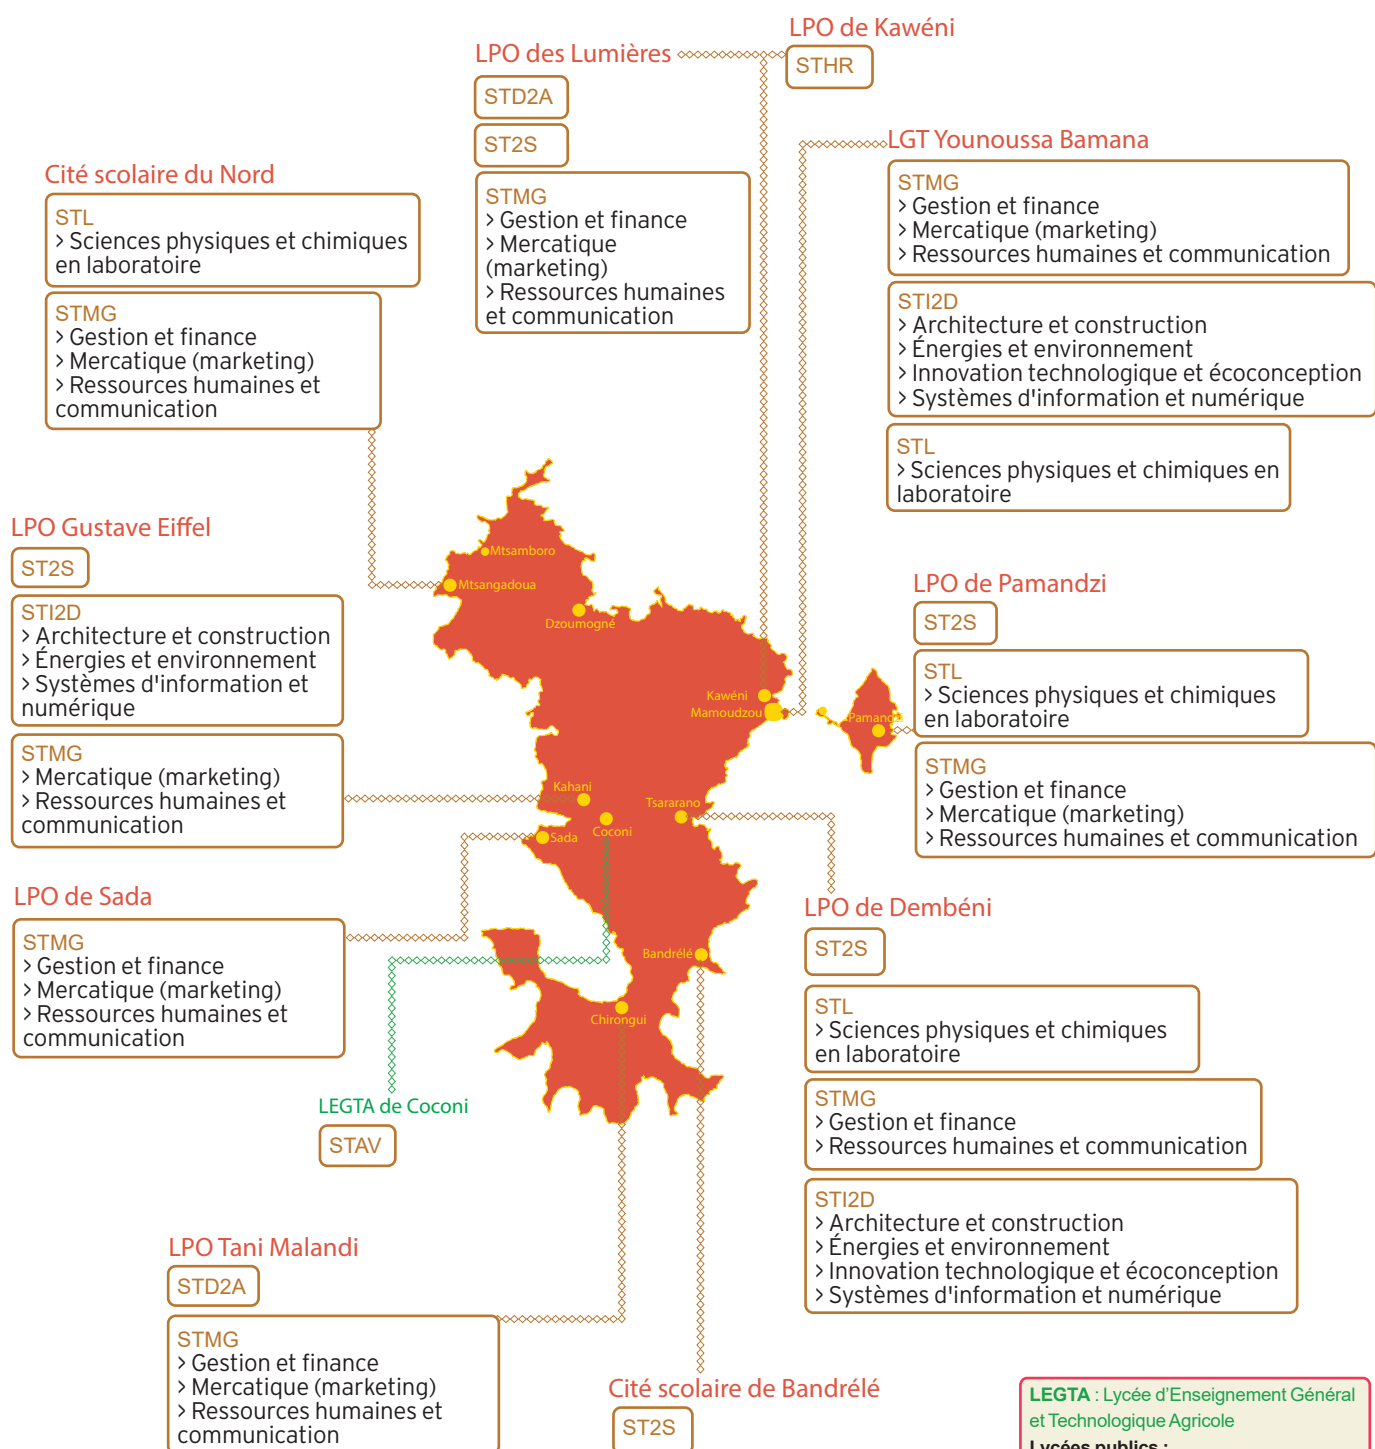 LPO de Kawéni
STHR
LPO des Lumières
STD2A
ST2S
STMG
> Gestion et finance
> Mercatique
(marketing)
> Ressources humaines
et communication
LGT Younoussa Bamana
STMG
> Gestion et finance
> Mercatique (marketing)
> Ressources humaines et communication
STI2D
> Architecture et construction
> Énergies et environnement
> Innovation technologique et écoconception
> Systèmes d'information et numérique
STL
> Sciences physiques et chimiques en
laboratoire
Cité scolaire du Nord
STL
> Sciences physiques et chimiques
en laboratoire
STMG
> Gestion et finance
> Mercatique (marketing)
> Ressources humaines et
communication
LPO Gustave Eiffel
ST2S
STI2D
> Architecture et construction
> Énergies et environnement
> Systèmes d'information et
numérique
STMG
> Mercatique (marketing)
> Ressources humaines et
communication
Mtsamboro
Mtsangadoua
Dzoumogné
Kawéni
Mamoudzou
Pamandzi
Kahani
Tsararano
Coconi
Sada
Bandrélé
Chirongui
LPO de Pamandzi
ST2S
STL
> Sciences physiques et chimiques
en laboratoire
STMG
> Gestion et finance
> Mercatique (marketing)
> Ressources humaines et communication
LPO de Sada
STMG
> Gestion et finance
> Mercatique (marketing)
> Ressources humaines et
communication
LEGTA de Coconi
STAV
LPO de Dembéni
ST2S
STL
> Sciences physiques et chimiques
en laboratoire
STMG
> Gestion et finance
> Ressources humaines et communication
STI2D
> Architecture et construction
> Énergies et environnement
> Innovation technologique et écoconception
> Systèmes d'information et numérique
LPO Tani Malandi
STD2A
STMG
> Gestion et finance
> Mercatique (marketing)
> Ressources humaines et
communication
Cité scolaire de Bandrélé
ST2S
LEGTA : Lycée d'Enseignement Général
et Technologique Agricole
Lycées publics :